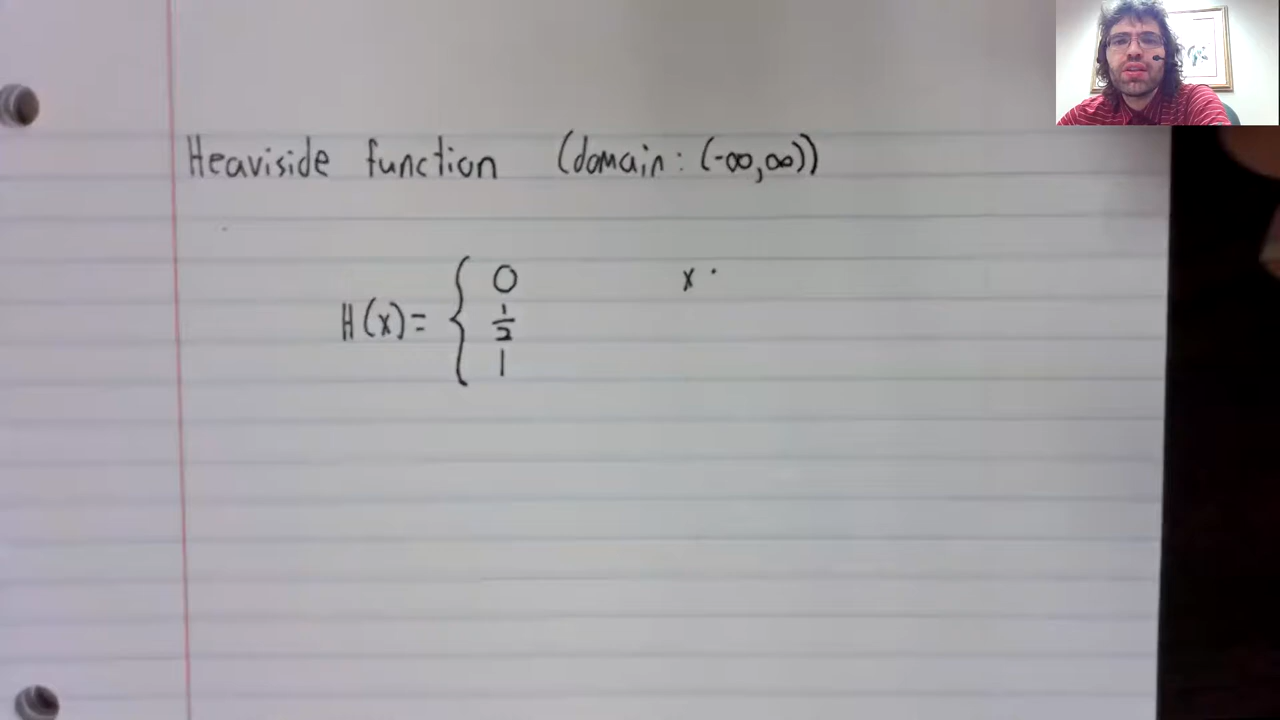 Heaviside function (domain: (-∞,∞))
0 x
H(x)= { 1/2
1